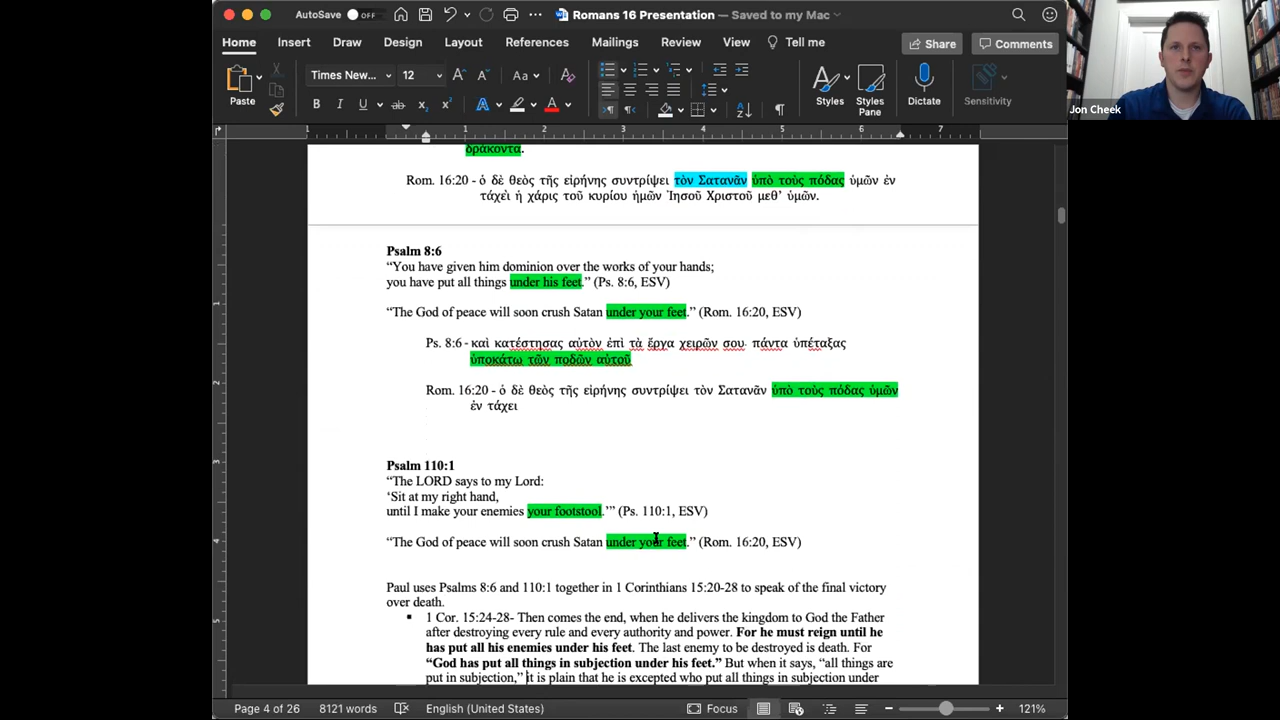 AutoSave OFF Romans 16 Presentation — Saved to my Mac
Home Insert Draw Design Layout References Mailings Review View Tell me Share Comments
Times New... 12 Aa
Paste Styles Styles Pane Dictate Sensitivity
Jon Cheek
1 1 2 3 4 5 6 7
δράκοντα.
Rom. 16:20 - ὁ δὲ θεὸς τῆς εἰρήνης συντρίψει τὸν Σατανᾶν ὑπὸ τοὺς πόδας ὑμῶν ἐν
τάχεὶ ἡ χάρις τοῦ κυρίου ἡμῶν Ἰησοῦ Χριστοῦ μεθ’ ὑμῶν.
Psalm 8:6
“You have given him dominion over the works of your hands;
you have put all things under his feet.” (Ps. 8:6, ESV)
“The God of peace will soon crush Satan under your feet.” (Rom. 16:20, ESV)
Ps. 8:6 - καὶ κατέστησας αὐτὸν ἐπὶ τὰ ἔργα χειρῶν σου· πάντα ὑπέταξας
ὑποκάτω τῶν ποδῶν αὐτοῦ
Rom. 16:20 - ὁ δὲ θεὸς τῆς εἰρήνης συντρίψει τὸν Σατανᾶν ὑπὸ τοὺς πόδας ὑμῶν
ἐν τάχει
Psalm 110:1
“The LORD says to my Lord:
‘Sit at my right hand,
until I make your enemies your footstool.’” (Ps. 110:1, ESV)
“The God of peace will soon crush Satan under your feet.” (Rom. 16:20, ESV)
Paul uses Psalms 8:6 and 110:1 together in 1 Corinthians 15:20-28 to speak of the final victory
over death.
▪ 1 Cor. 15:24-28- Then comes the end, when he delivers the kingdom to God the Father
after destroying every rule and every authority and power. For he must reign until he
has put all his enemies under his feet. The last enemy to be destroyed is death. For
“God has put all things in subjection under his feet.” But when it says, “all things are
put in subjection,” it is plain that he is excepted who put all things in subjection under
Page 4 of 26 8121 words English (United States) Focus 121%